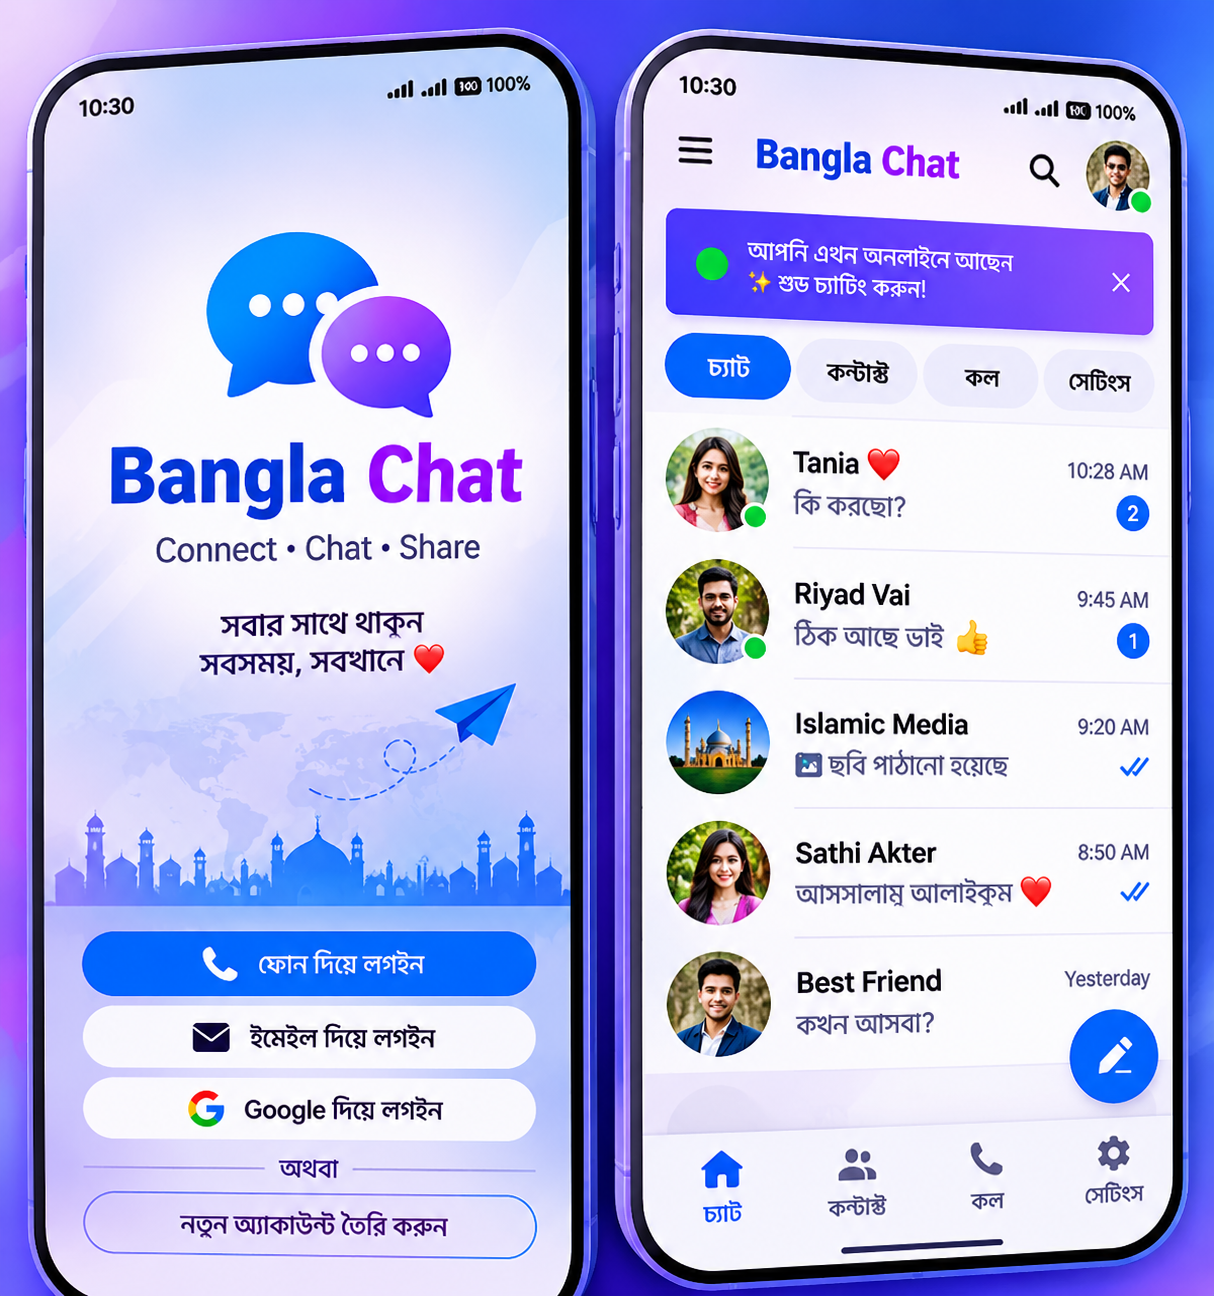 10:30
100 100%
Bangla Chat
Connect • Chat • Share
সবার সাথে থাকুন
সবসময়, সবখানে ❤️
ফোন দিয়ে লগইন
ইমেইল দিয়ে লগইন
Google দিয়ে লগইন
অথবা
নতুন অ্যাকাউন্ট তৈরি করুন
10:30
100%
Bangla Chat
আপনি এথন অনলাইনে আছেন
✨ শুভ চ্যাটিং করুন!
চ্যাট
কন্টাক্ট
কল
সেটিংস
Tania ❤️
10:28 AM
কি করছো?
2
Riyad Vai
9:45 AM
ঠিক আছে ভাই 👍
1
Islamic Media
9:20 AM
ছবি পাঠানো হয়েছে
Sathi Akter
8:50 AM
আসসালামু আলাইকুম ❤️
Best Friend
Yesterday
কখন আসবা?
চ্যাট
কন্টাক্ট
কল
সেটিংস